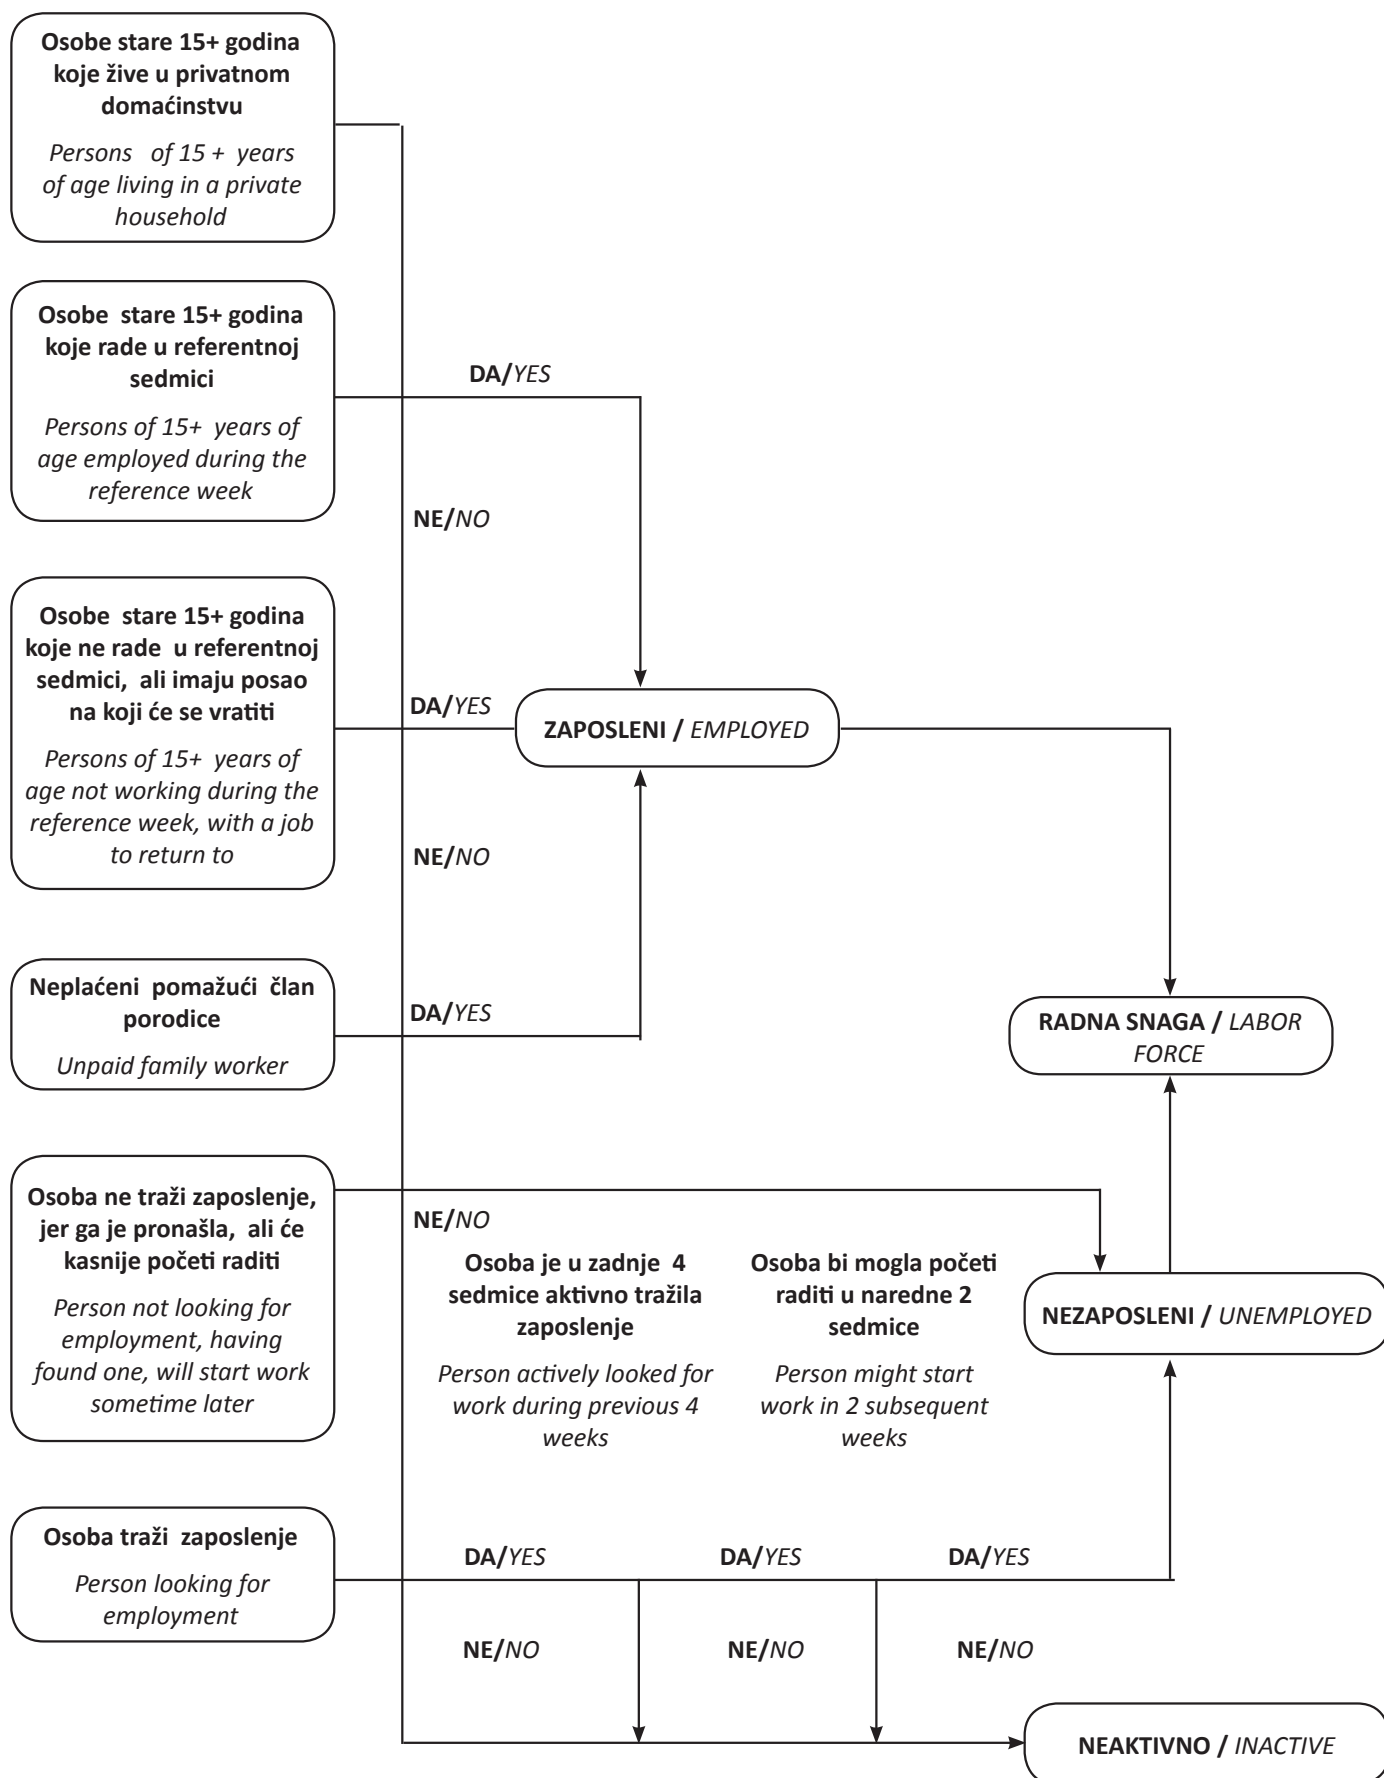 Osobe stare 15+ godina
koje žive u privatnom
domaćinstvu
Persons of 15 + years
of age living in a private
household
Osobe stare 15+ godina
koje rade u referentnoj
sedmici
Persons of 15+ years of
age employed during the
reference week
DA/YES
NE/NO
Osobe stare 15+ godina
koje ne rade u referentnoj
sedmici, ali imaju posao
na koji će se vratiti
Persons of 15+ years of
age not working during the
reference week, with a job
to return to
DA/YES
ZAPOSLENI / EMPLOYED
NE/NO
Neplaćeni pomažući član
porodice
Unpaid family worker
DA/YES
RADNA SNAGA / LABOR
FORCE
Osoba ne traži zaposlenje,
jer ga je pronašla, ali će
kasnije početi raditi
Person not looking for
employment, having
found one, will start work
sometime later
NE/NO
Osoba je u zadnje 4
sedmice aktivno tražila
zaposlenje
Person actively looked for
work during previous 4
weeks
Osoba bi mogla početi
raditi u naredne 2
sedmice
Person might start
work in 2 subsequent
weeks
NEZAPOSLENI / UNEMPLOYED
Osoba traži zaposlenje
Person looking for
employment
DA/YES
DA/YES
DA/YES
NE/NO
NE/NO
NE/NO
NEAKTIVNO / INACTIVE